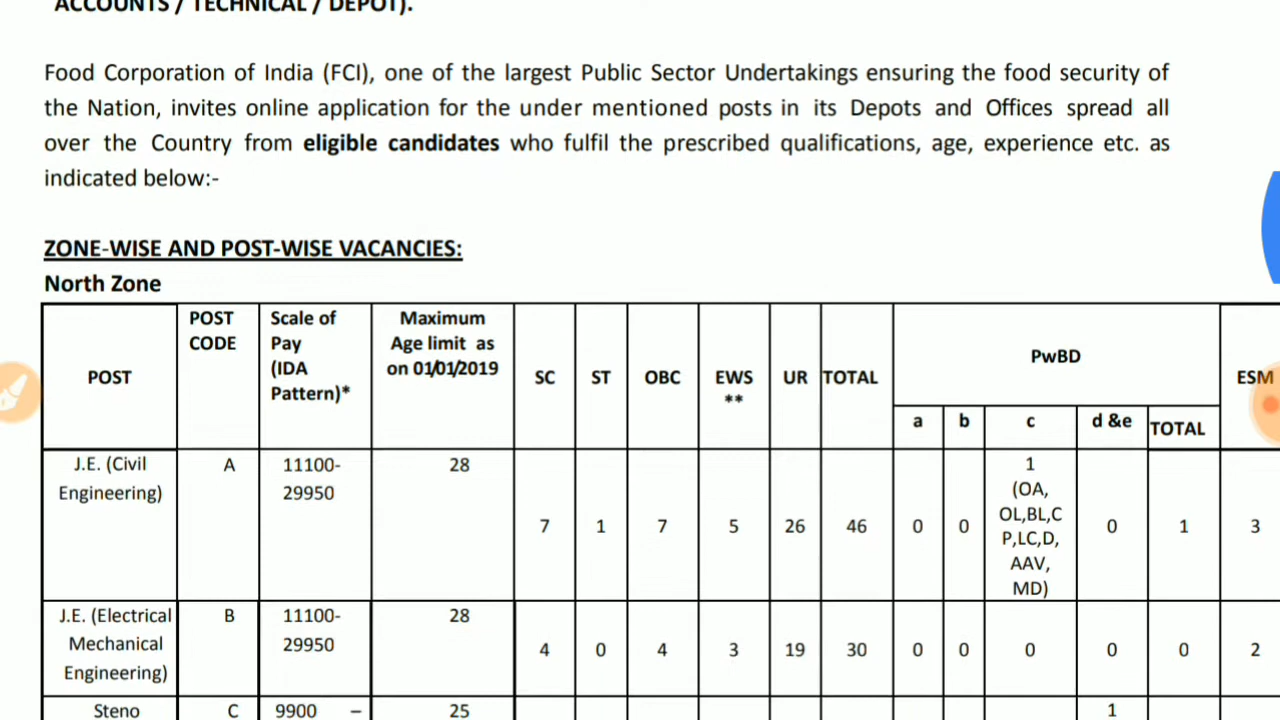 ACCOUNTS / TECHNICAL / DEPOT).
Food Corporation of India (FCI), one of the largest Public Sector Undertakings ensuring the food security of
the Nation, invites online application for the under mentioned posts in its Depots and Offices spread all
over the Country from eligible candidates who fulfil the prescribed qualifications, age, experience etc. as
indicated below:-
ZONE-WISE AND POST-WISE VACANCIES:
North Zone
POST
POST
CODE
Scale of
Pay
(IDA
Pattern)*
Maximum
Age limit as
on 01/01/2019
SC
ST
OBC
EWS
**
UR
TOTAL
PwBD
ESM
a
b
c
d &e
TOTAL
J.E. (Civil
Engineering)
A
11100-
29950
28
7
1
7
5
26
46
0
0
1
(OA,
OL,BL,C
P,LC,D,
AAV,
MD)
0
1
3
J.E. (Electrical
Mechanical
Engineering)
B
11100-
29950
28
4
0
4
3
19
30
0
0
0
0
0
2
Steno
C
9900 –
25
1